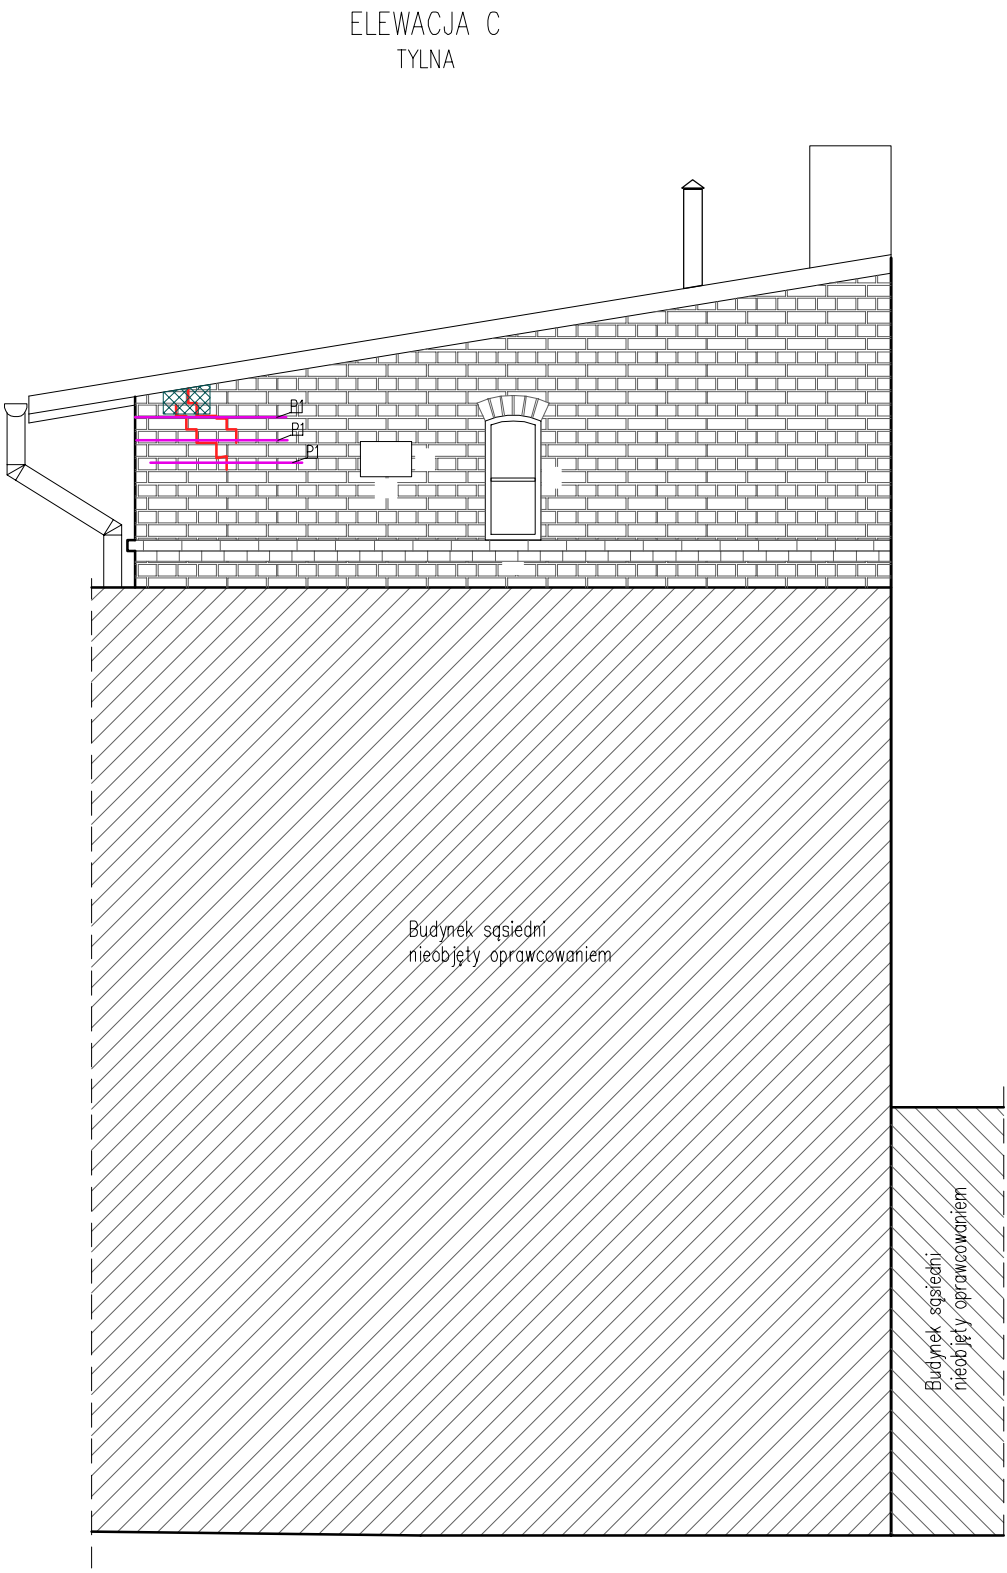 ELEWACJA C
TYLNA
P1
P1
P1
Budynek sąsiedni
nieobjęty oprawcowaniem
Budynek sąsiedni
nieobjęty oprawcowaniem